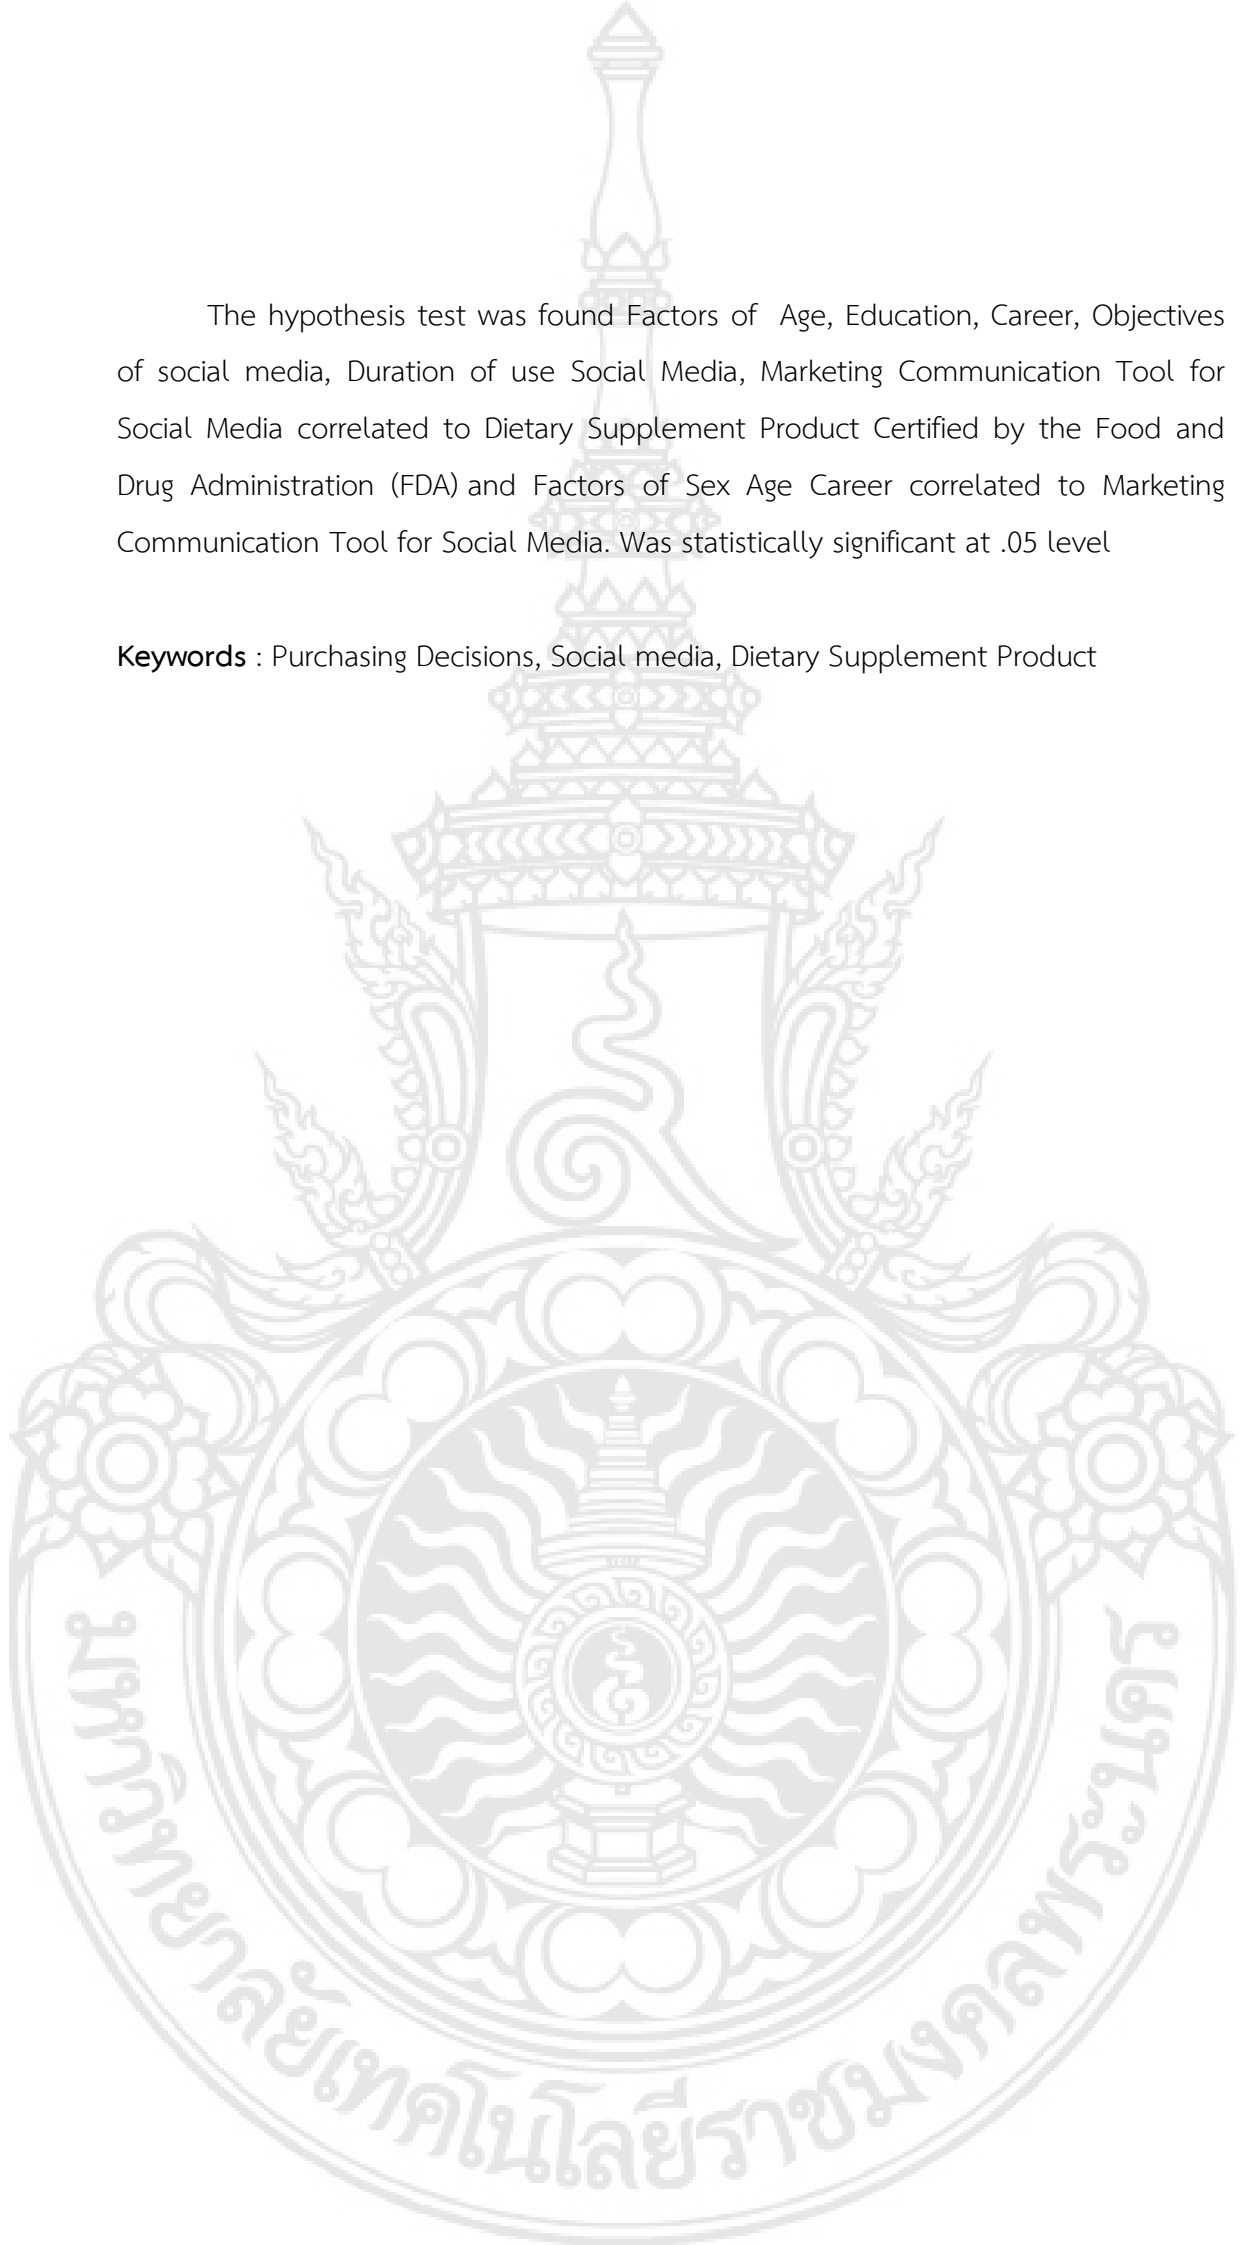 The hypothesis test was found Factors of Age, Education, Career, Objectives
of social media, Duration of use Social Media, Marketing Communication Tool for
Social Media correlated to Dietary Supplement Product Certified by the Food and
Drug Administration (FDA) and Factors of Sex Age Career correlated to Marketing
Communication Tool for Social Media. Was statistically significant at .05 level
Keywords : Purchasing Decisions, Social media, Dietary Supplement Product
มหาวิทยาลัยเทคโนโลยีราชมงคลพระนคร